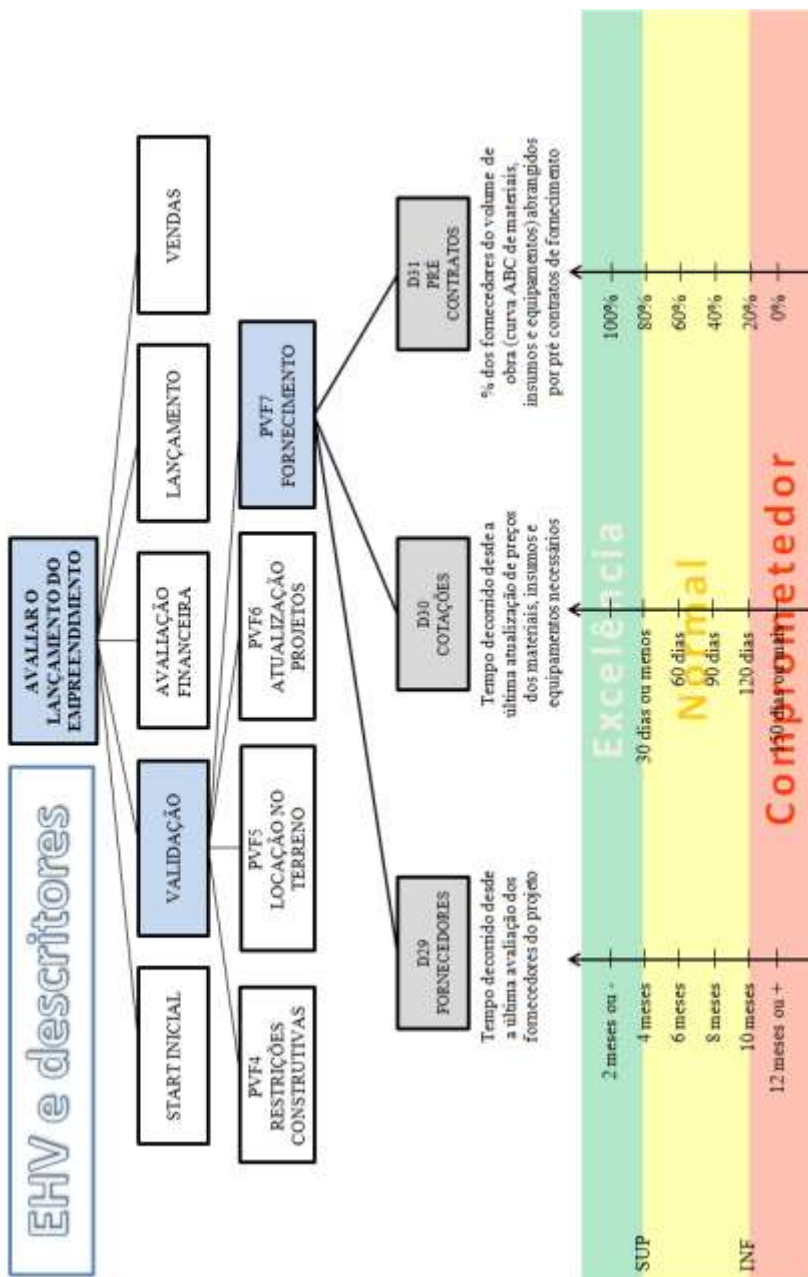 EHV e descritores
AVALIAR O
LANÇAMENTO DO
EMPREENDIMENTO
START INICIAL
VALIDAÇÃO
AVALIAÇÃO
FINANCEIRA
LANÇAMENTO
VENDAS
PVF4
RESTRIÇÕES
CONSTRUTIVAS
PVF5
LOCAÇÃO NO
TERRENO
PVF6
ATUALIZAÇÃO
PROJETOS
PVF7
FORNECIMENTO
D29
FORNECEDORES
D30
COTAÇÕES
D31
PRÉ
CONTRATOS
Tempo decorrido desde
a última avaliação dos
fornecedores do projeto
Tempo decorrido desde a
última atualização de preços
dos materiais, insumos e
equipamentos necessários
% dos fornecedores do volume de
obra (curva ABC de materiais,
insumos e equipamentos) abrangidos
por pré contratos de fornecimento
Excelência
Normal
Comprometedor
SUP
INF
2 meses ou -
4 meses
6 meses
8 meses
10 meses
12 meses ou +
30 dias ou menos
60 dias
90 dias
120 dias
150 dias ou mais
100%
80%
60%
40%
20%
0%